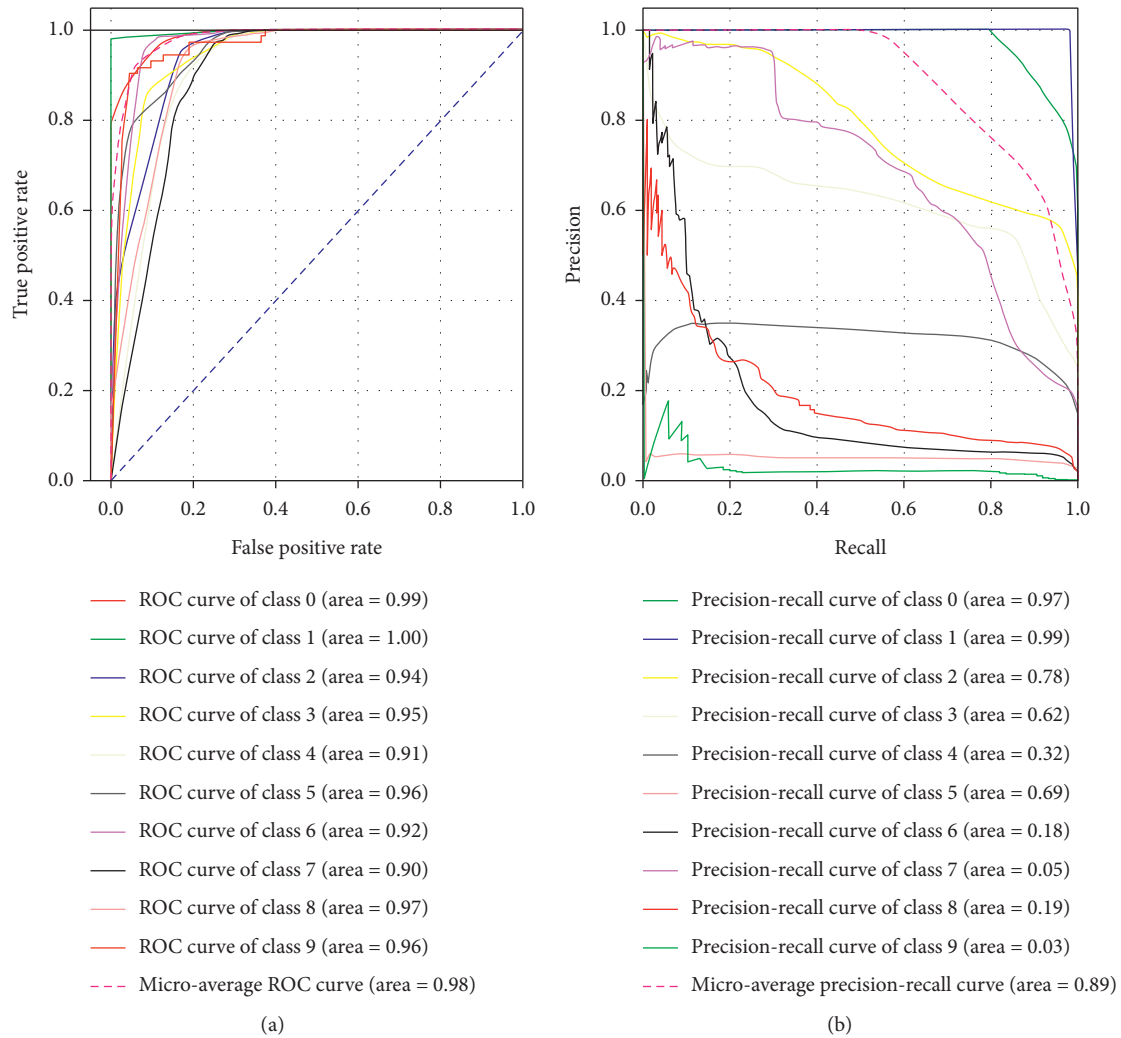 1.0
0.8
0.6
0.4
0.2
0.0
True positive rate
0.0 0.2 0.4 0.6 0.8 1.0
False positive rate
ROC curve of class 0 (area = 0.99)
ROC curve of class 1 (area = 1.00)
ROC curve of class 2 (area = 0.94)
ROC curve of class 3 (area = 0.95)
ROC curve of class 4 (area = 0.91)
ROC curve of class 5 (area = 0.96)
ROC curve of class 6 (area = 0.92)
ROC curve of class 7 (area = 0.90)
ROC curve of class 8 (area = 0.97)
ROC curve of class 9 (area = 0.96)
Micro-average ROC curve (area = 0.98)
(a)
1.0
0.8
0.6
0.4
0.2
0.0
Precision
0.0 0.2 0.4 0.6 0.8 1.0
Recall
Precision-recall curve of class 0 (area = 0.97)
Precision-recall curve of class 1 (area = 0.99)
Precision-recall curve of class 2 (area = 0.78)
Precision-recall curve of class 3 (area = 0.62)
Precision-recall curve of class 4 (area = 0.32)
Precision-recall curve of class 5 (area = 0.69)
Precision-recall curve of class 6 (area = 0.18)
Precision-recall curve of class 7 (area = 0.05)
Precision-recall curve of class 8 (area = 0.19)
Precision-recall curve of class 9 (area = 0.03)
Micro-average precision-recall curve (area = 0.89)
(b)